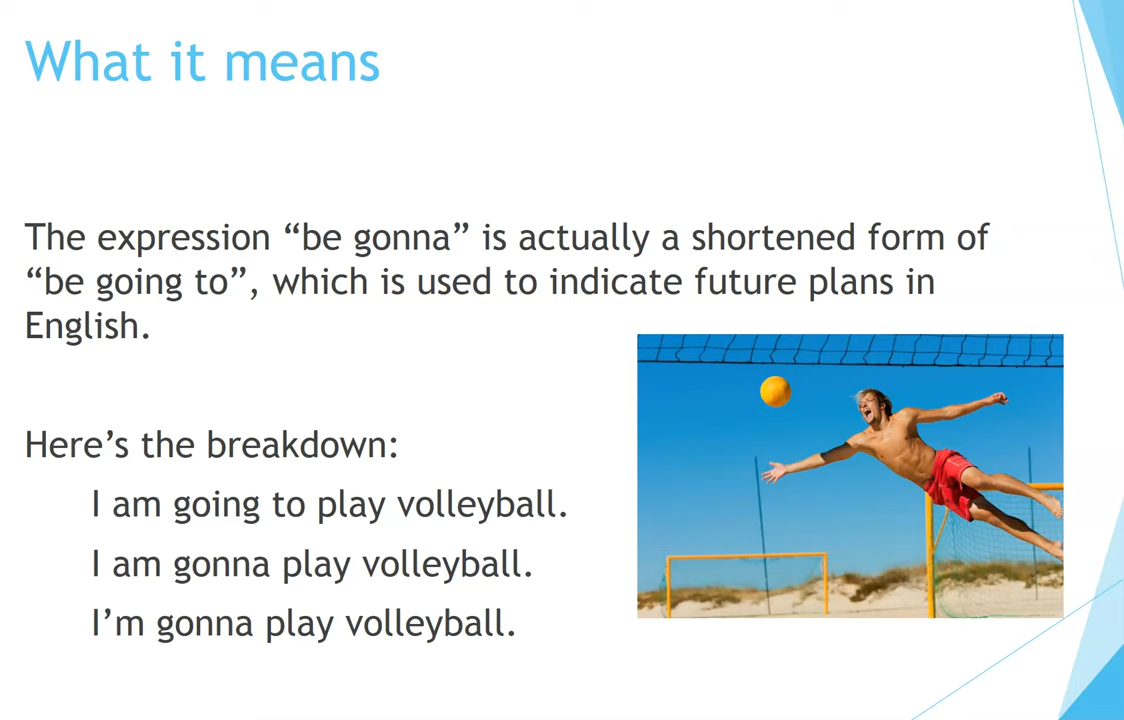 What it means
The expression “be gonna” is actually a shortened form of
“be going to”, which is used to indicate future plans in
English.
Here’s the breakdown:
I am going to play volleyball.
I am gonna play volleyball.
I’m gonna play volleyball.